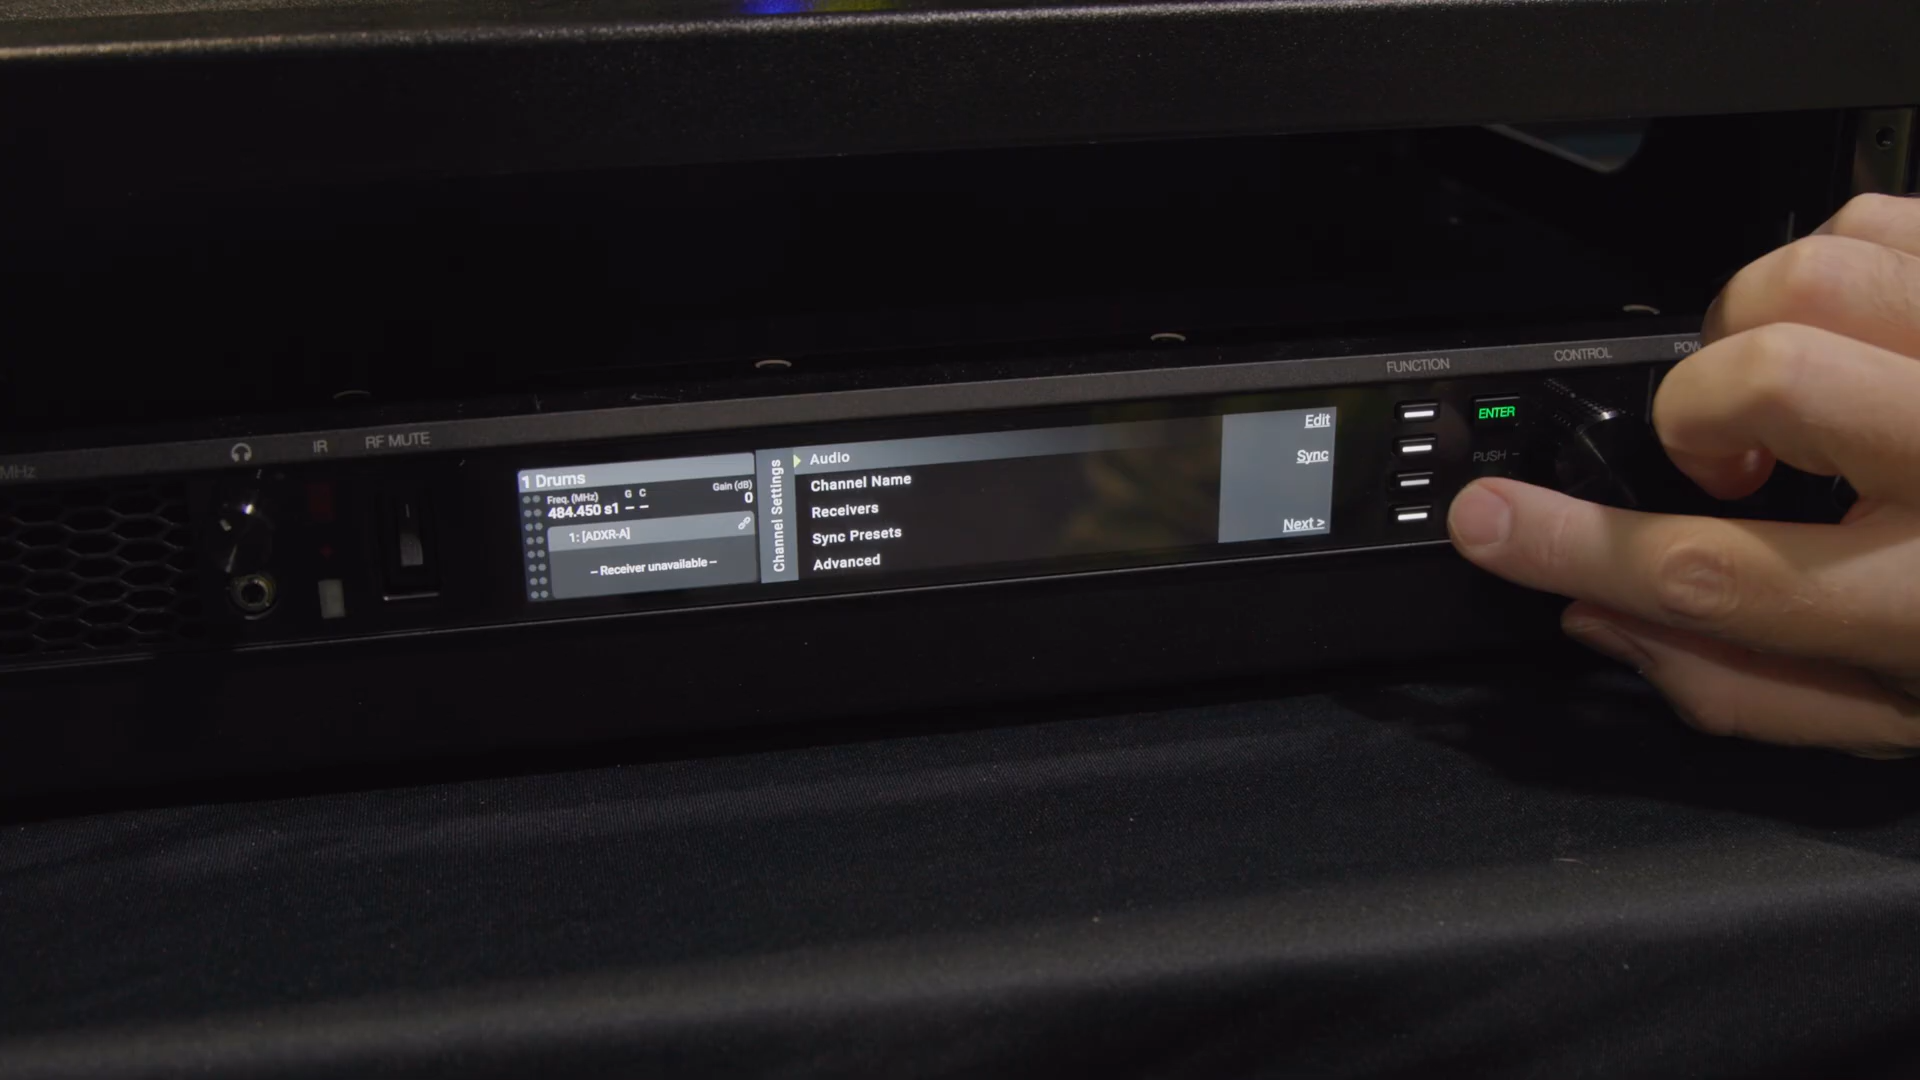 FUNCTION
CONTROL
POW
ENTER
PUSH –
MHz
IR
RF MUTE
1 Drums
Freq. (MHz)
G C
Gain (dB)
484.450 s1 – –
0
1: [ADXR-A]
– Receiver unavailable –
Channel Settings
Audio
Channel Name
Receivers
Sync Presets
Advanced
Edit
Sync
Next >